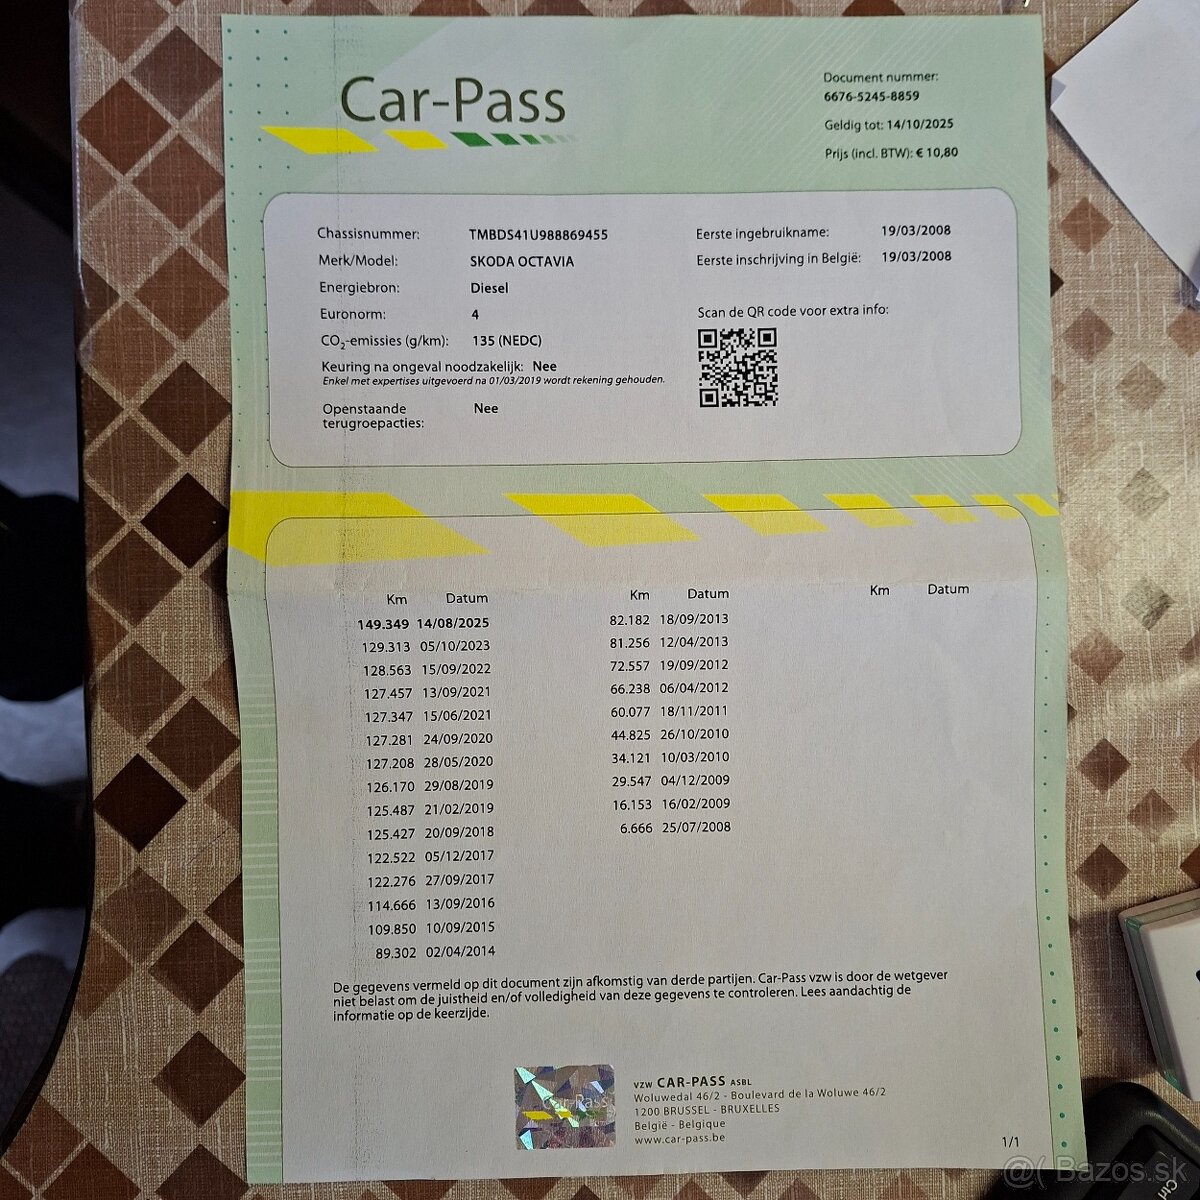 Car-Pass
Document nummer:
6676-5245-8859
Geldig tot: 14/10/2025
Prijs (incl. BTW): € 10,80
Chassisnummer: TMBDS41U988869455
Merk/Model: SKODA OCTAVIA
Energiebron: Diesel
Euronorm: 4
CO2-emissies (g/km): 135 (NEDC)
Keuring na ongeval noodzakelijk: Nee
Enkel met expertises uitgevoerd na 01/03/2019 wordt rekening gehouden.
Openstaande Nee
terugroepacties:
Eerste ingebruikname: 19/03/2008
Eerste inschrijving in België: 19/03/2008
Scan de QR code voor extra info:
Km Datum
149.349 14/08/2025
129.313 05/10/2023
128.563 15/09/2022
127.457 13/09/2021
127.347 15/06/2021
127.281 24/09/2020
127.208 28/05/2020
126.170 29/08/2019
125.487 21/02/2019
125.427 20/09/2018
122.522 05/12/2017
122.276 27/09/2017
114.666 13/09/2016
109.850 10/09/2015
89.302 02/04/2014
Km Datum
82.182 18/09/2013
81.256 12/04/2013
72.557 19/09/2012
66.238 06/04/2012
60.077 18/11/2011
44.825 26/10/2010
34.121 10/03/2010
29.547 04/12/2009
16.153 16/02/2009
6.666 25/07/2008
Km Datum
De gegevens vermeld op dit document zijn afkomstig van derde partijen. Car-Pass vzw is door de wetgever
niet belast om de juistheid en/of volledigheid van deze gegevens te controleren. Lees aandachtig de
informatie op de keerzijde.
Car-Pass
vzw CAR-PASS ASBL
Woluwedal 46/2 - Boulevard de la Woluwe 46/2
1200 BRUSSEL - BRUXELLES
België - Belgique
www.car-pass.be
1/1
Bazos.sk